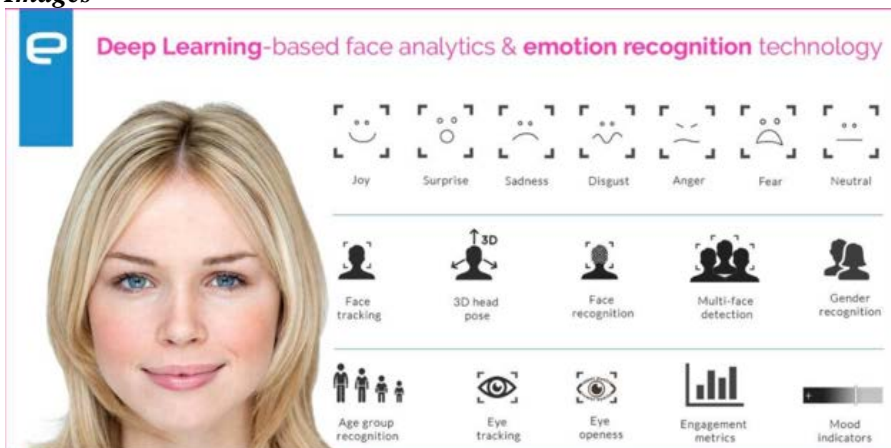 Images
Deep Learning-based face analytics & emotion recognition technology
Joy
Surprise
Sadness
Disgust
Anger
Fear
Neutral
3D
Face
tracking
3D head
pose
Face
recognition
Multi-face
detection
Gender
recognition
Age group
recognition
Eye
tracking
Eye
openess
Engagement
metrics
Mood
indicators